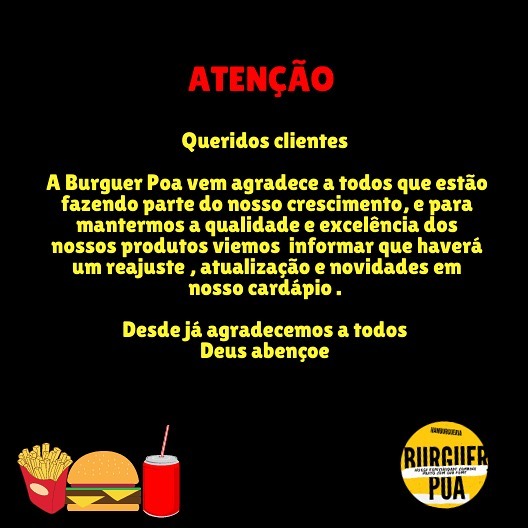 ATENÇÃO
Queridos clientes
A Burguer Poa vem agradece a todos que estão
fazendo parte do nosso crescimento, e para
mantermos a qualidade e excelência dos
nossos produtos viemos informar que haverá
um reajuste , atualização e novidades em
nosso cardápio .
Desde já agradecemos a todos
Deus abençoe
HAMBURGUERIA
BURGUER
PUA